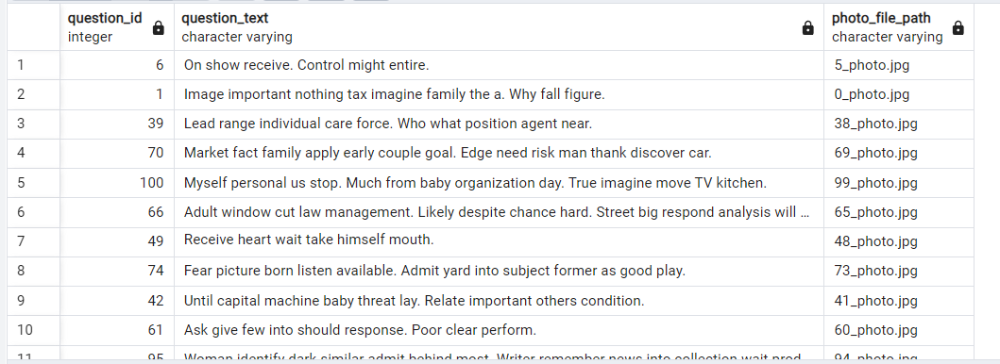 question_id question_text photo_file_path
integer character varying character varying
1 6 On show receive. Control might entire. 5_photo.jpg
2 1 Image important nothing tax imagine family the a. Why fall figure. 0_photo.jpg
3 39 Lead range individual care force. Who what position agent near. 38_photo.jpg
4 70 Market fact family apply early couple goal. Edge need risk man thank discover car. 69_photo.jpg
5 100 Myself personal us stop. Much from baby organization day. True imagine move TV kitchen. 99_photo.jpg
6 66 Adult window cut law management. Likely despite chance hard. Street big respond analysis will ... 65_photo.jpg
7 49 Receive heart wait take himself mouth. 48_photo.jpg
8 74 Fear picture born listen available. Admit yard into subject former as good play. 73_photo.jpg
9 42 Until capital machine baby threat lay. Relate important others condition. 41_photo.jpg
10 61 Ask give few into should response. Poor clear perform. 60_photo.jpg
11 95 Woman identify dark similar admit behind most. Writer remember news into collection wait prod... 94_photo.jpg